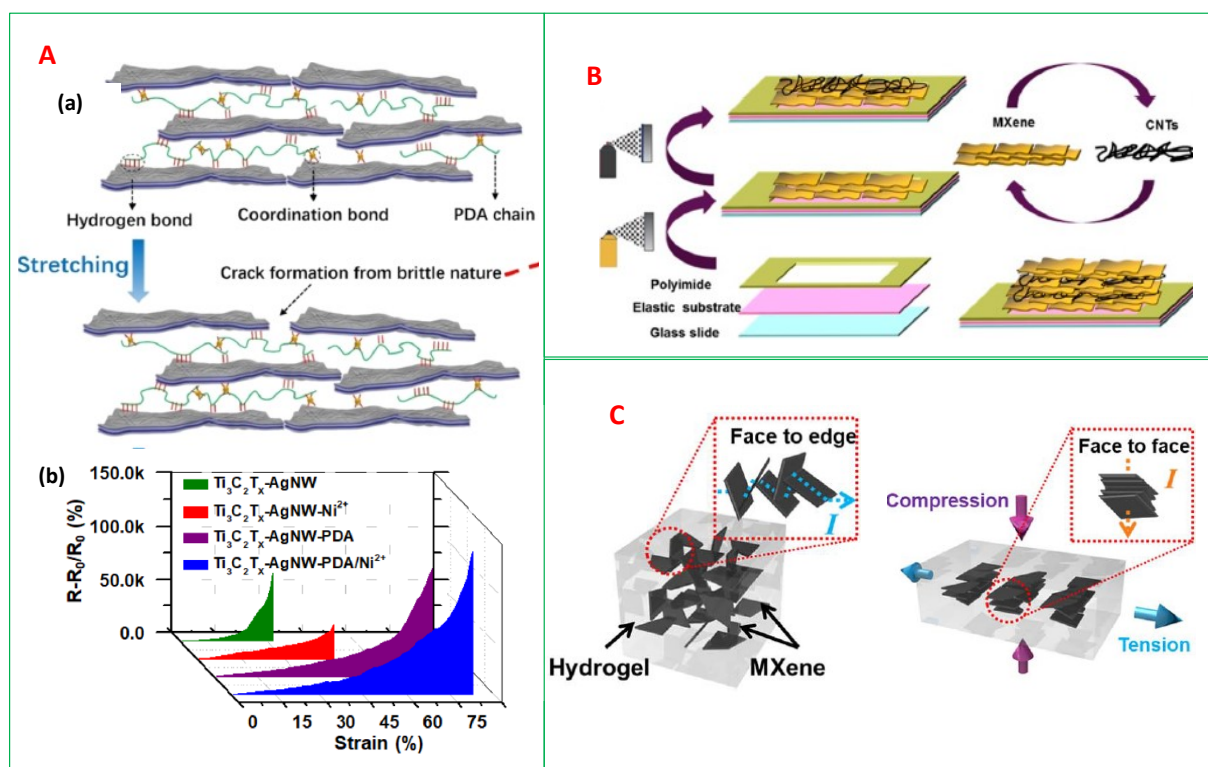 A
(a)
Hydrogen bond
Coordination bond
PDA chain
Stretching
Crack formation from brittle nature
(b)
150.0k
100.0k
50.0k
0.0
R-R₀/R₀ (%)
Ti₃C₂Tₓ-AgNW
Ti₃C₂Tₓ-AgNW-Ni²⁺
Ti₃C₂Tₓ-AgNW-PDA
Ti₃C₂Tₓ-AgNW-PDA/Ni²⁺
0 15 30 45 60 75
Strain (%)
B
MXene
CNTs
Polyimide
Elastic substrate
Glass slide
C
Face to edge
I
Hydrogel
MXene
Face to face
I
Compression
Tension